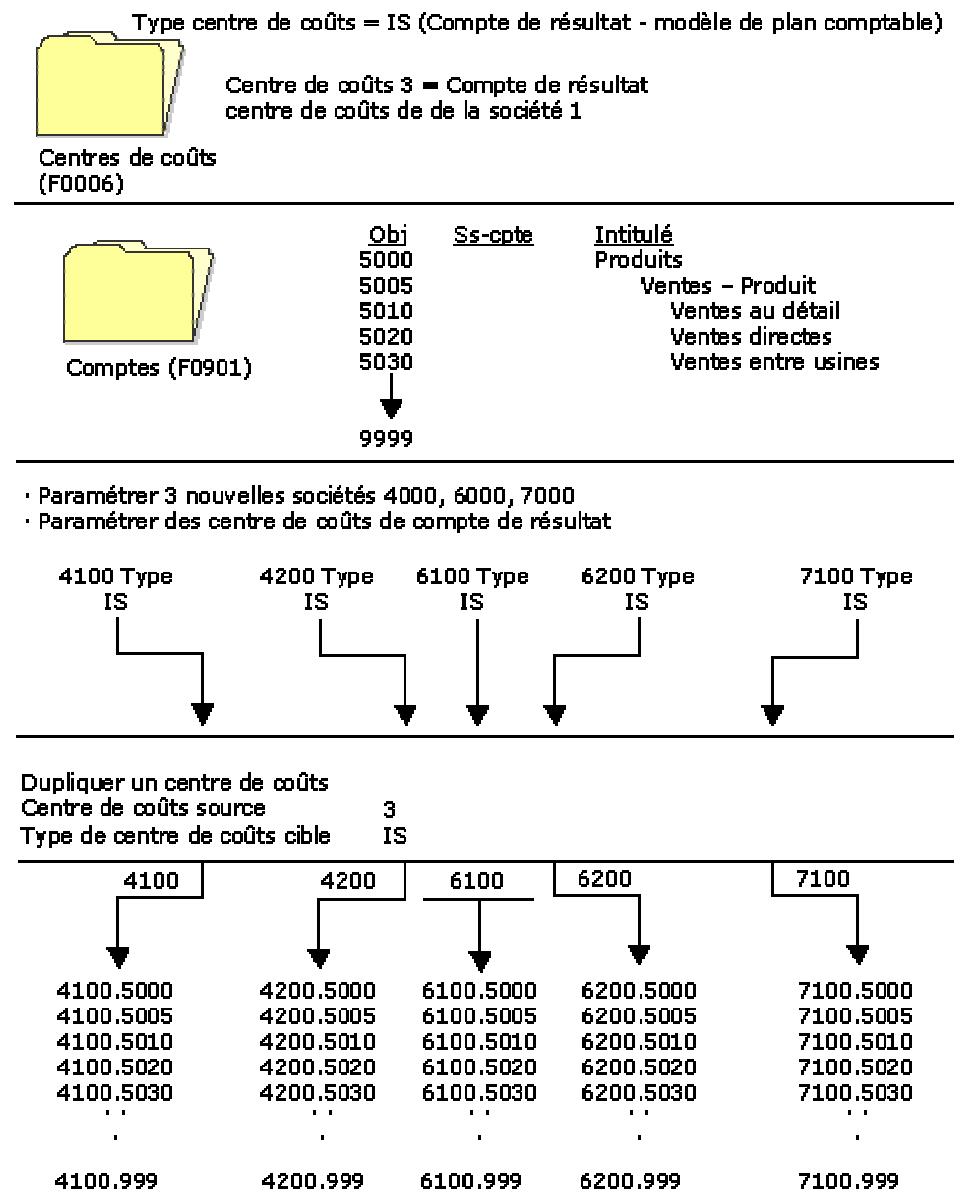 Type centre de coûts = IS (Compte de résultat - modèle de plan comptable)
Centre de coûts 3 = Compte de résultat
centre de coûts de de la société 1
Centres de coûts
(F0006)
Obj Ss-cpte Intitulé
5000 Produits
5005 Ventes – Produit
5010 Ventes au détail
5020 Ventes directes
5030 Ventes entre usines
Comptes (F0901)
9999
· Paramétrer 3 nouvelles sociétés 4000, 6000, 7000
· Paramétrer des centre de coûts de compte de résultat
4100 Type 4200 Type 6100 Type 6200 Type 7100 Type
IS IS IS IS IS
Dupliquer un centre de coûts
Centre de coûts source 3
Type de centre de coûts cible IS
4100 4200 6100 6200 7100
4100.5000 4200.5000 6100.5000 6200.5000 7100.5000
4100.5005 4200.5005 6100.5005 6200.5005 7100.5005
4100.5010 4200.5010 6100.5010 6200.5010 7100.5010
4100.5020 4200.5020 6100.5020 6200.5020 7100.5020
4100.5030 4200.5030 6100.5030 6200.5030 7100.5030
4100.999 4200.999 6100.999 6200.999 7100.999